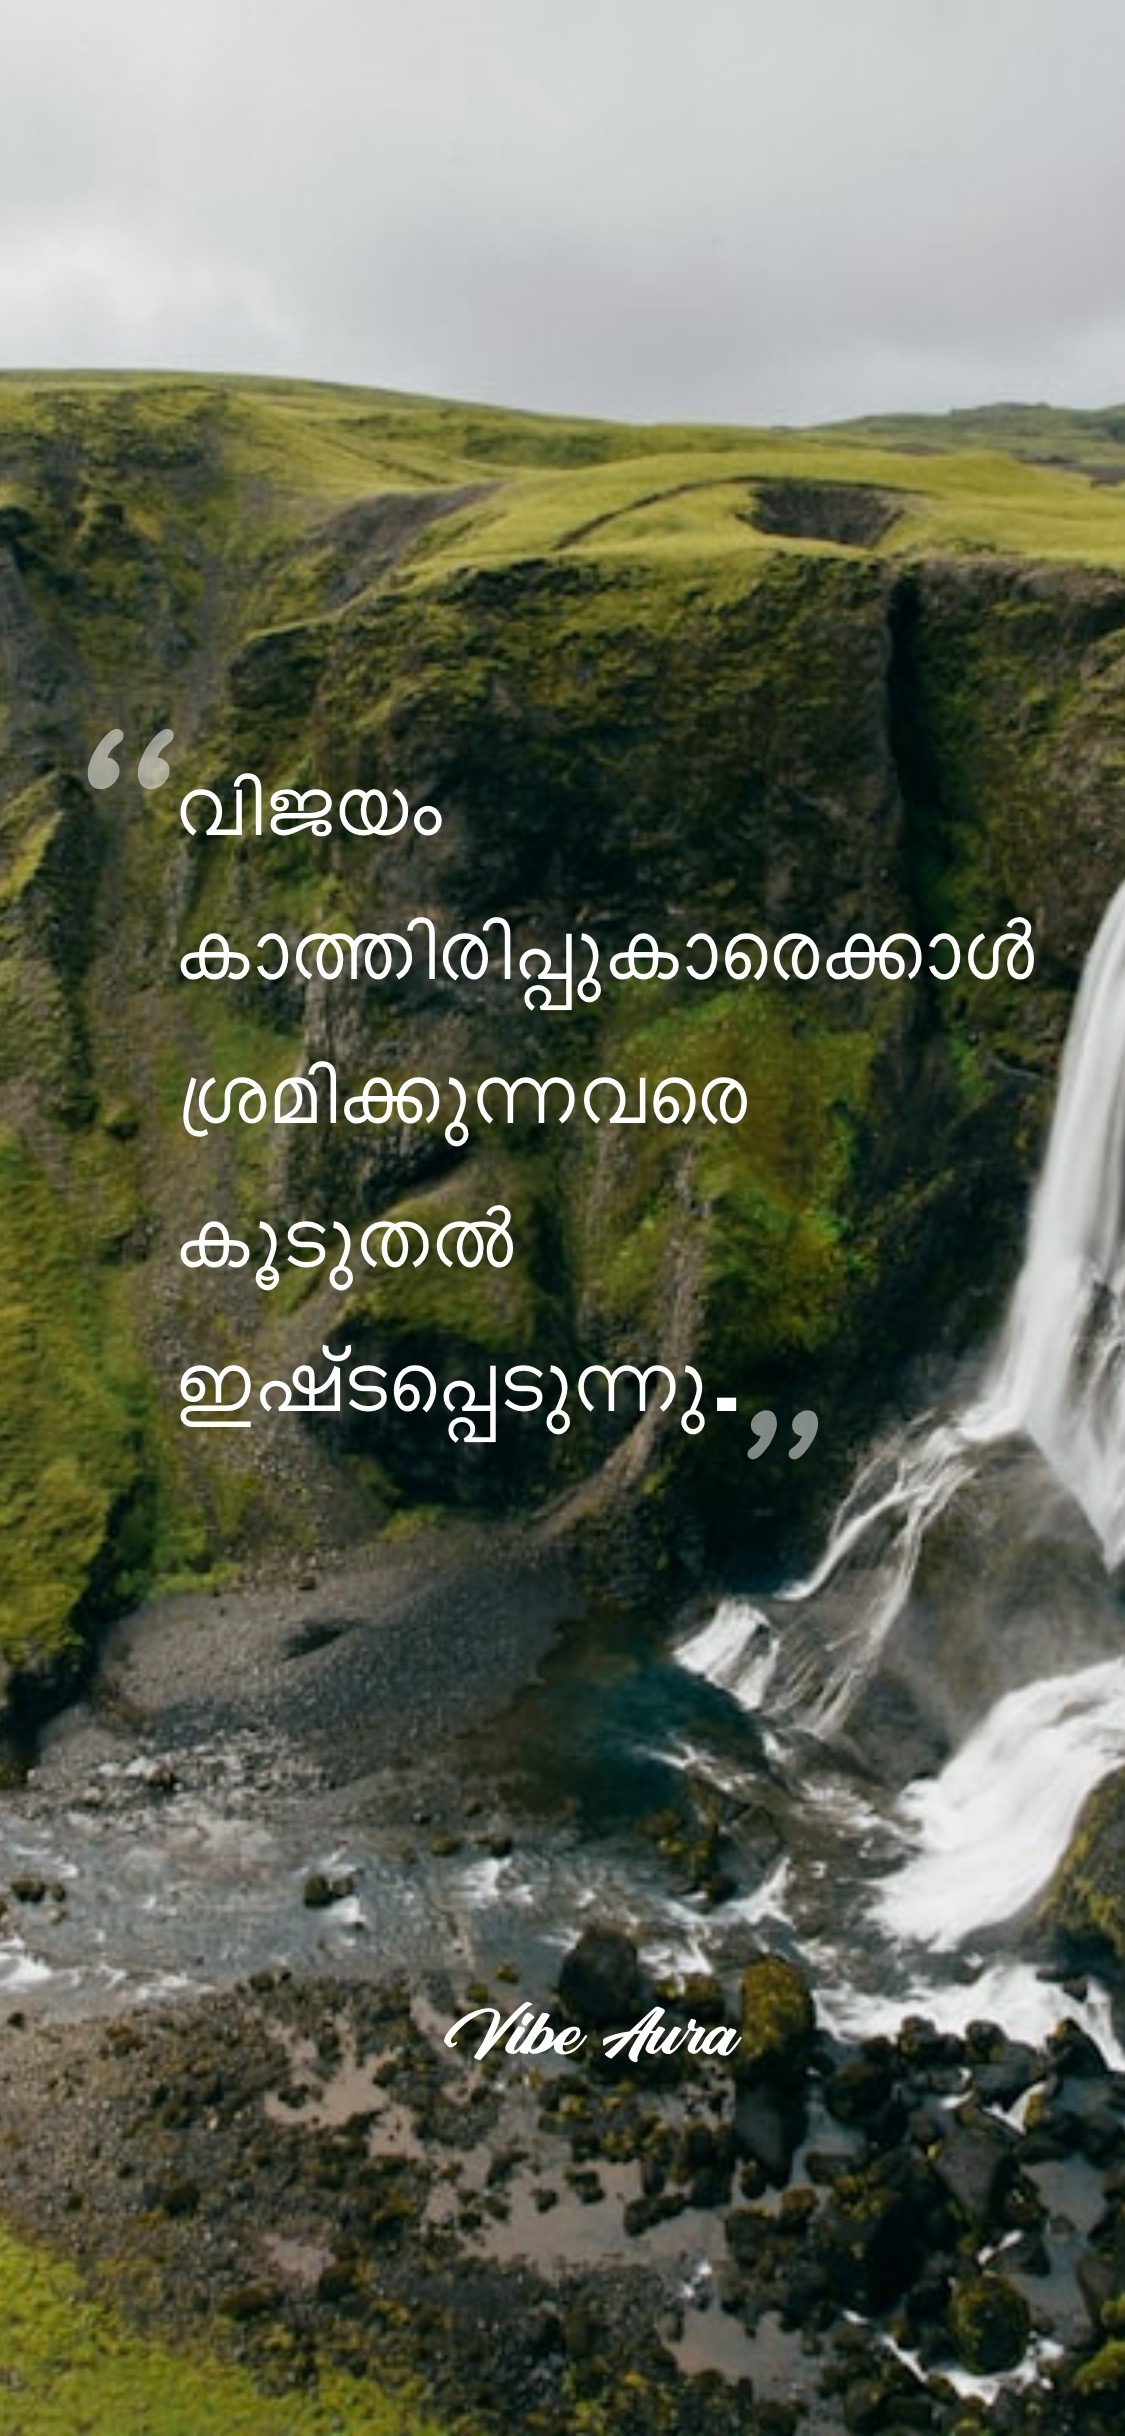 “വിജയം
കാത്തിരിപ്പുകാരെക്കാൾ
ശ്രമിക്കുന്നവരെ
കൂടുതൽ
ഇഷ്ടപ്പെടുന്നു.”
Vibe Aura